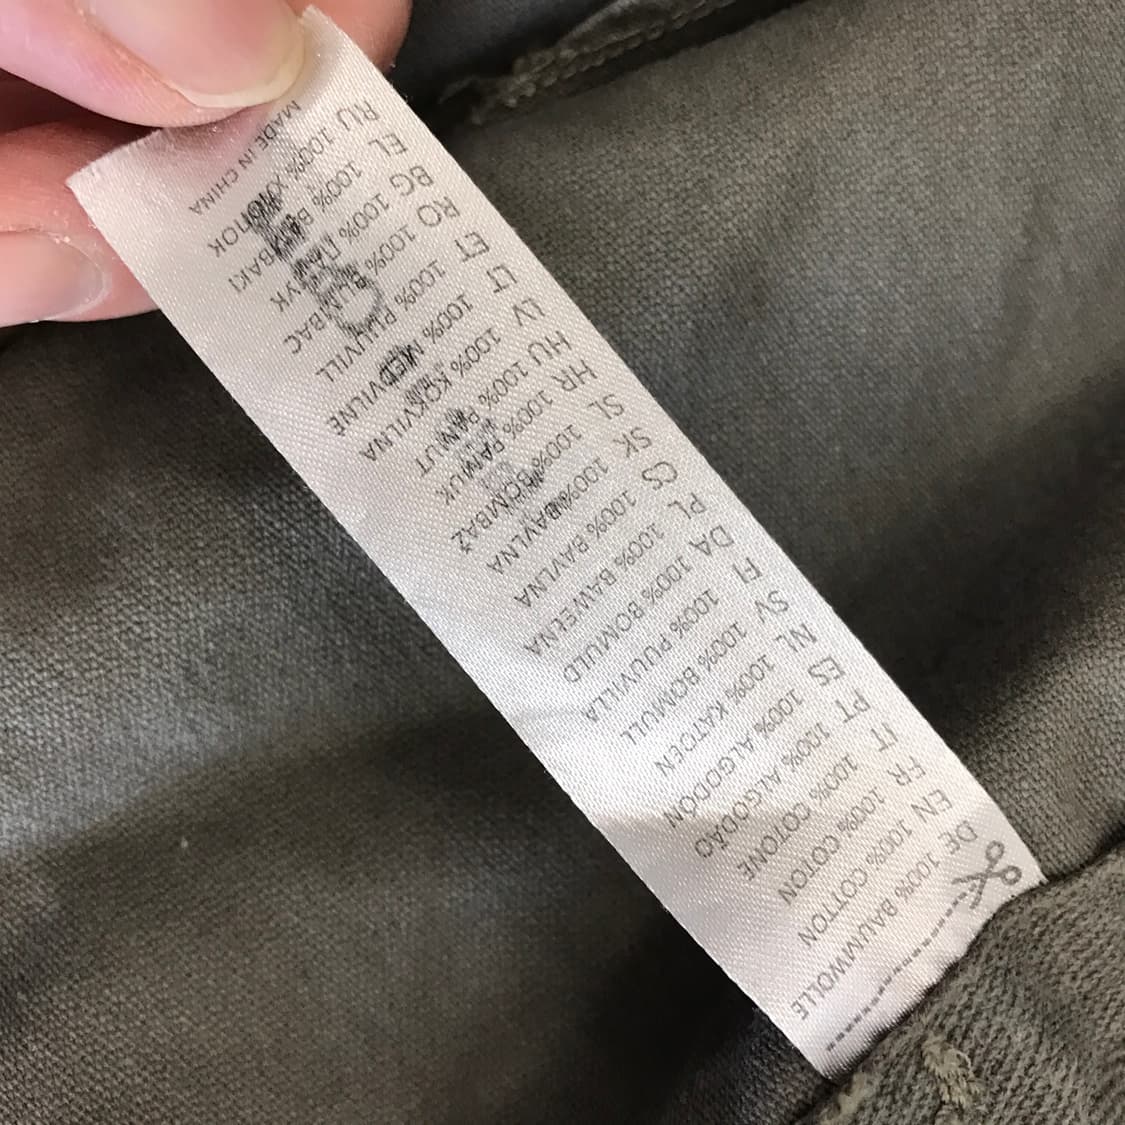 DE 100% BAUMWOLLE
EN 100% COTTON
FR 100% COTON
IT 100% COTONE
PT 100% ALGODÃO
ES 100% ALGODÓN
NL 100% KATOEN
SV 100% BOMULL
FI 100% PUUVILLA
DA 100% BOMULD
PL 100% BAWEŁNA
CS 100% BAVLNA
SK 100% BAVLNA
SL 100% BOMBAŽ
HR 100% PAMUK
HU 100% PAMUT
LV 100% KOKVILNA
LT 100% MEDVILNĖ
ET 100% PUUVILL
RO 100% BUMBAC
BG 100% ПАМУК
EL 100% ΒΑΜΒΑΚΙ
RU 100% ХЛОПОК
MADE IN CHINA